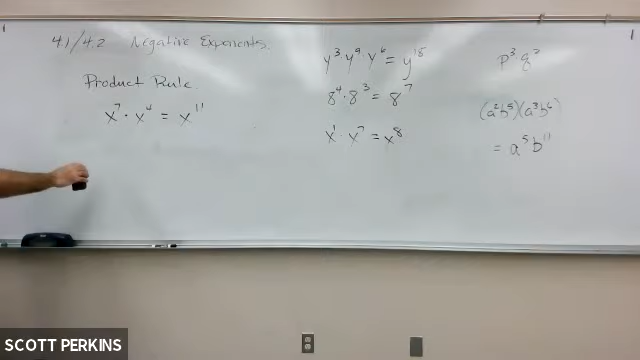 4.1/4.2 Negative Exponents.
Product Rule.
x⁷ · x⁴ = x¹¹
y³ · y⁹ y⁶ = y¹⁸
8⁴ · 8³ = 8⁷
x¹ · x⁷ = x⁸
p³ q²
(a²b⁵)(a³b⁶)
= a⁵b¹¹
SCOTT PERKINS